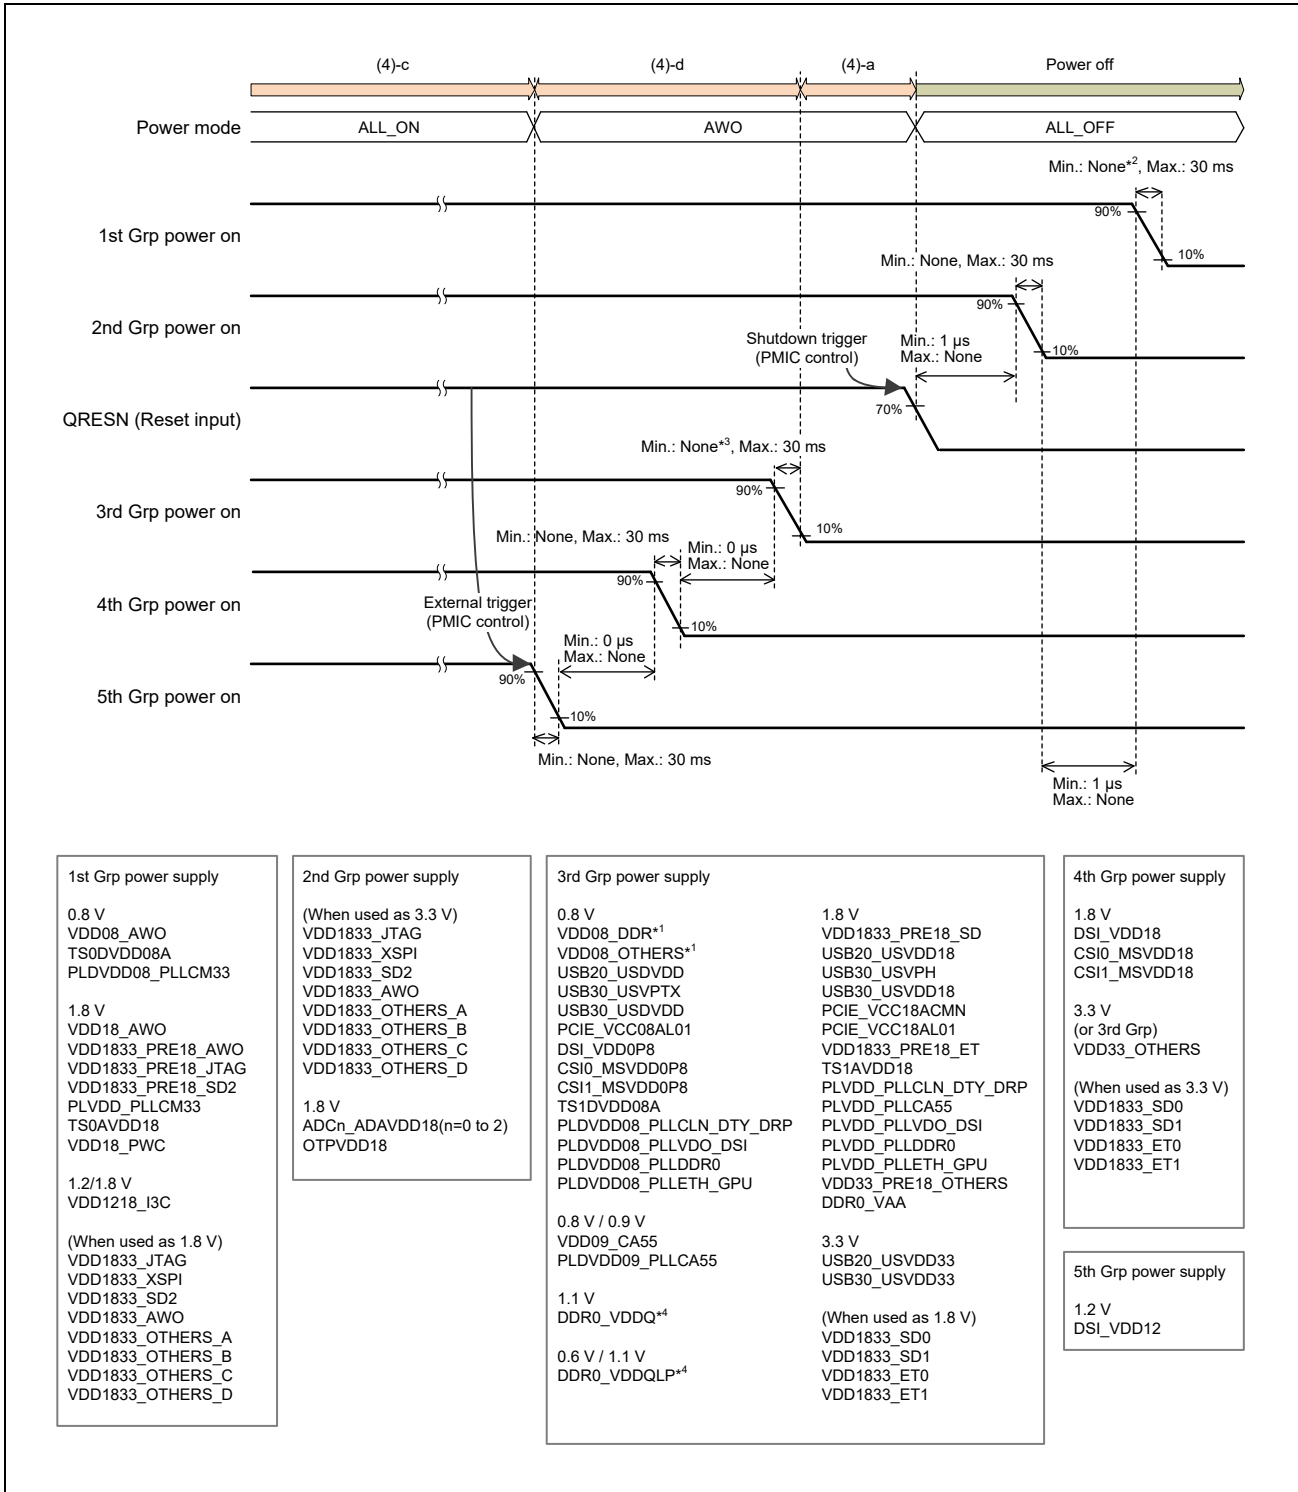 (4)-c (4)-d (4)-a Power off
Power mode ALL_ON AWO ALL_OFF
Min.: None*2, Max.: 30 ms
90%
1st Grp power on
10%
Min.: None, Max.: 30 ms
90%
2nd Grp power on
Shutdown trigger
(PMIC control)
Min.: 1 µs
Max.: None
10%
70%
QRESN (Reset input)
Min.: None*3, Max.: 30 ms
90%
3rd Grp power on
10%
Min.: None, Max.: 30 ms
Min.: 0 µs
Max.: None
90%
4th Grp power on
External trigger
(PMIC control)
10%
Min.: 0 µs
Max.: None
90%
5th Grp power on
10%
Min.: None, Max.: 30 ms
Min.: 1 µs
Max.: None
1st Grp power supply
0.8 V
VDD08_AWO
TS0DVDD08A
PLDVDD08_PLLCM33
1.8 V
VDD18_AWO
VDD1833_PRE18_AWO
VDD1833_PRE18_JTAG
VDD1833_PRE18_SD2
PLVDD_PLLCM33
TS0AVDD18
VDD18_PWC
1.2/1.8 V
VDD1218_I3C
(When used as 1.8 V)
VDD1833_JTAG
VDD1833_XSPI
VDD1833_SD2
VDD1833_AWO
VDD1833_OTHERS_A
VDD1833_OTHERS_B
VDD1833_OTHERS_C
VDD1833_OTHERS_D
2nd Grp power supply
(When used as 3.3 V)
VDD1833_JTAG
VDD1833_XSPI
VDD1833_SD2
VDD1833_AWO
VDD1833_OTHERS_A
VDD1833_OTHERS_B
VDD1833_OTHERS_C
VDD1833_OTHERS_D
1.8 V
ADCn_ADAVDD18(n=0 to 2)
OTPVDD18
3rd Grp power supply
0.8 V
VDD08_DDR*1
VDD08_OTHERS*1
USB20_USDVDD
USB30_USVPTX
USB30_USDVDD
PCIE_VCC08AL01
DSI_VDD0P8
CSI0_MSVDD0P8
CSI1_MSVDD0P8
TS1DVDD08A
PLDVDD08_PLLCLN_DTY_DRP
PLDVDD08_PLLVDO_DSI
PLDVDD08_PLLDDR0
PLDVDD08_PLLETH_GPU
0.8 V / 0.9 V
VDD09_CA55
PLDVDD09_PLLCA55
1.1 V
DDR0_VDDQ*4
0.6 V / 1.1 V
DDR0_VDDQLP*4
1.8 V
VDD1833_PRE18_SD
USB20_USVDD18
USB30_USVPH
USB30_USVDD18
PCIE_VCC18ACMN
PCIE_VCC18AL01
VDD1833_PRE18_ET
TS1AVDD18
PLVDD_PLLCLN_DTY_DRP
PLVDD_PLLCA55
PLVDD_PLLVDO_DSI
PLVDD_PLLDDR0
PLVDD_PLLETH_GPU
VDD33_PRE18_OTHERS
DDR0_VAA
3.3 V
USB20_USVDD33
USB30_USVDD33
(When used as 1.8 V)
VDD1833_SD0
VDD1833_SD1
VDD1833_ET0
VDD1833_ET1
4th Grp power supply
1.8 V
DSI_VDD18
CSI0_MSVDD18
CSI1_MSVDD18
3.3 V
(or 3rd Grp)
VDD33_OTHERS
(When used as 3.3 V)
VDD1833_SD0
VDD1833_SD1
VDD1833_ET0
VDD1833_ET1
5th Grp power supply
1.2 V
DSI_VDD12